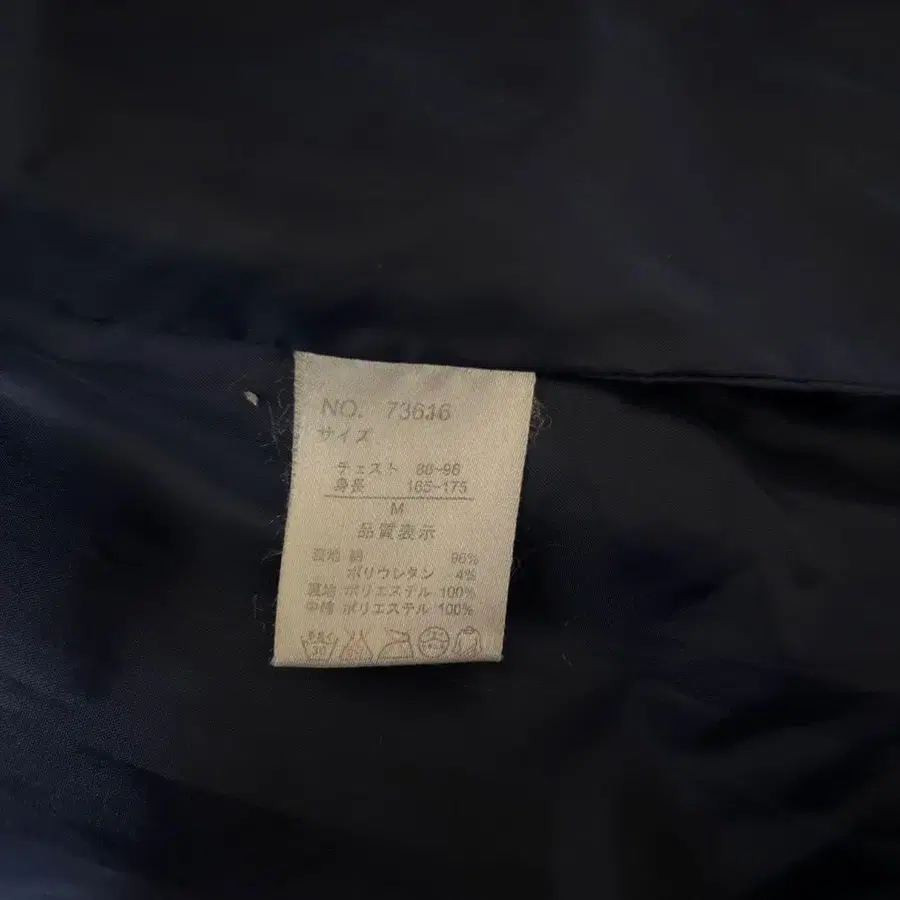 NO. 73616
サイズ
チェスト 88~96
身長 165~175
M
品質表示
表地 綿 96%
ポリウレタン 4%
裏地 ポリエステル 100%
中棉 ポリエステル 100%